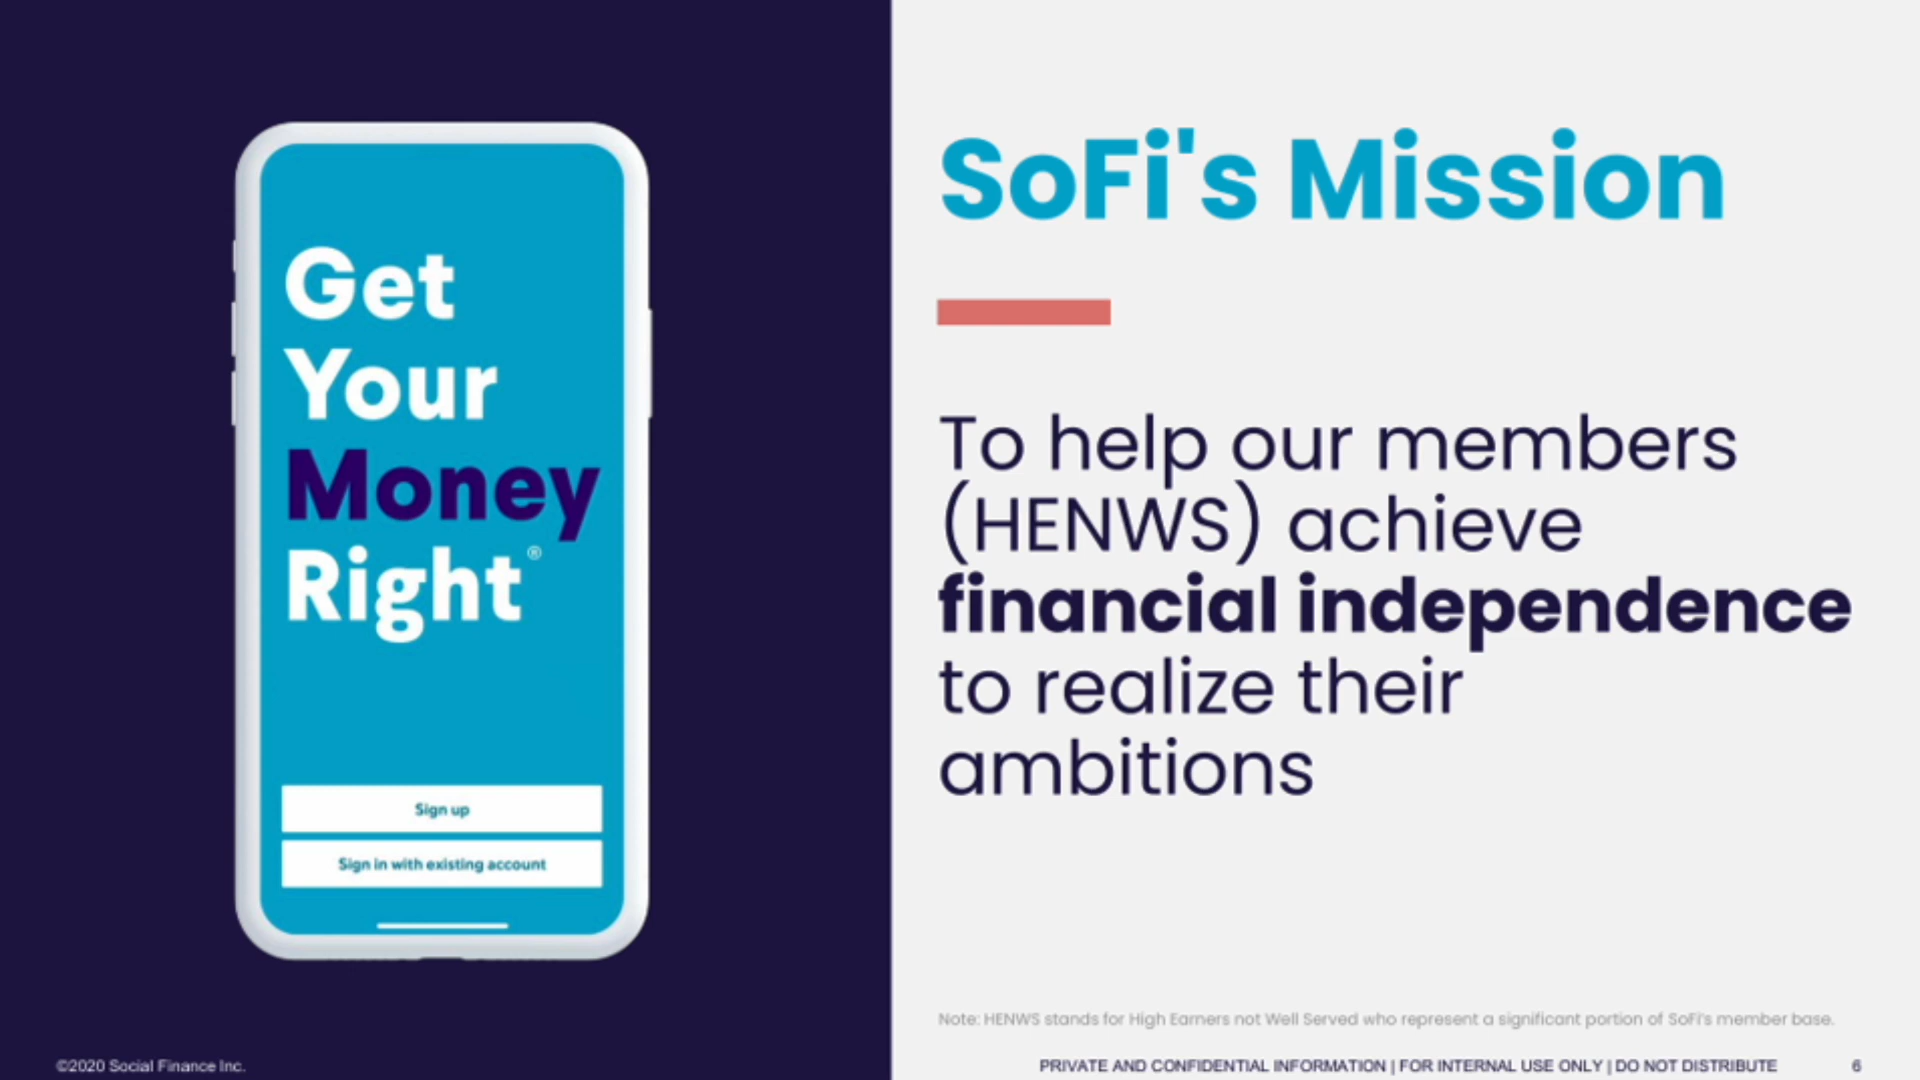 Get
Your
Money
Right®
Sign up
Sign in with existing account
©2020 Social Finance Inc.
SoFi's Mission
To help our members
(HENWS) achieve
financial independence
to realize their
ambitions
Note: HENWS stands for High Earners not Well Served who represent a significant portion of SoFi's member base.
PRIVATE AND CONFIDENTIAL INFORMATION | FOR INTERNAL USE ONLY | DO NOT DISTRIBUTE
6